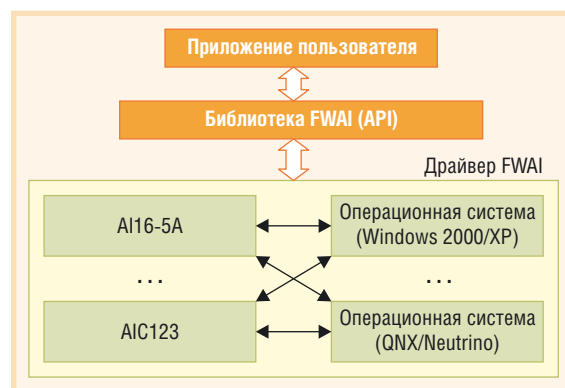 Приложение пользователя
Библиотека FWAI (API)
Драйвер FWAI
AI16-5A
Операционная система
(Windows 2000/XP)
...
...
AIC123
Операционная система
(QNX/Neutrino)